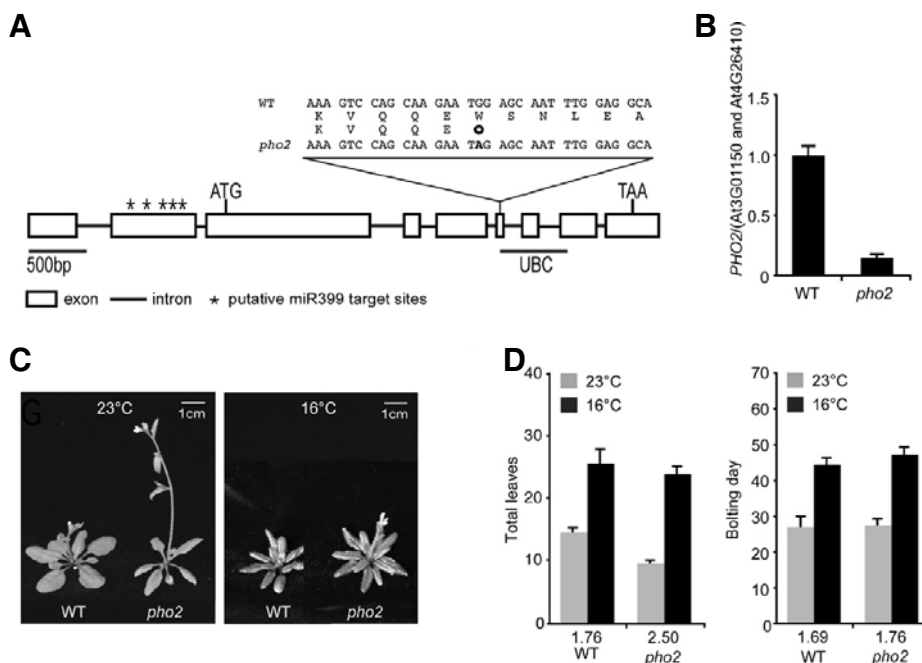 A
WT AAA GTC CAG CAA GAA TGG AGC AAT TTG GAG GCA
K V Q Q E W S N L E A
K V Q Q E O
pho2 AAA GTC CAG CAA GAA TAG AGC AAT TTG GAG GCA
ATG
TAA
* * ***
500bp
UBC
exon intron * putative miR399 target sites
B
PHO2/(At3G01150 and At4G26410)
1.5
1.0
0.5
0
WT pho2
C
G
23°C
1cm
WT pho2
16°C
1cm
WT pho2
D
Total leaves
40
30
20
10
0
23°C
16°C
1.76 2.50
WT pho2
Bolting day
70
60
50
40
30
20
10
0
23°C
16°C
1.69 1.76
WT pho2